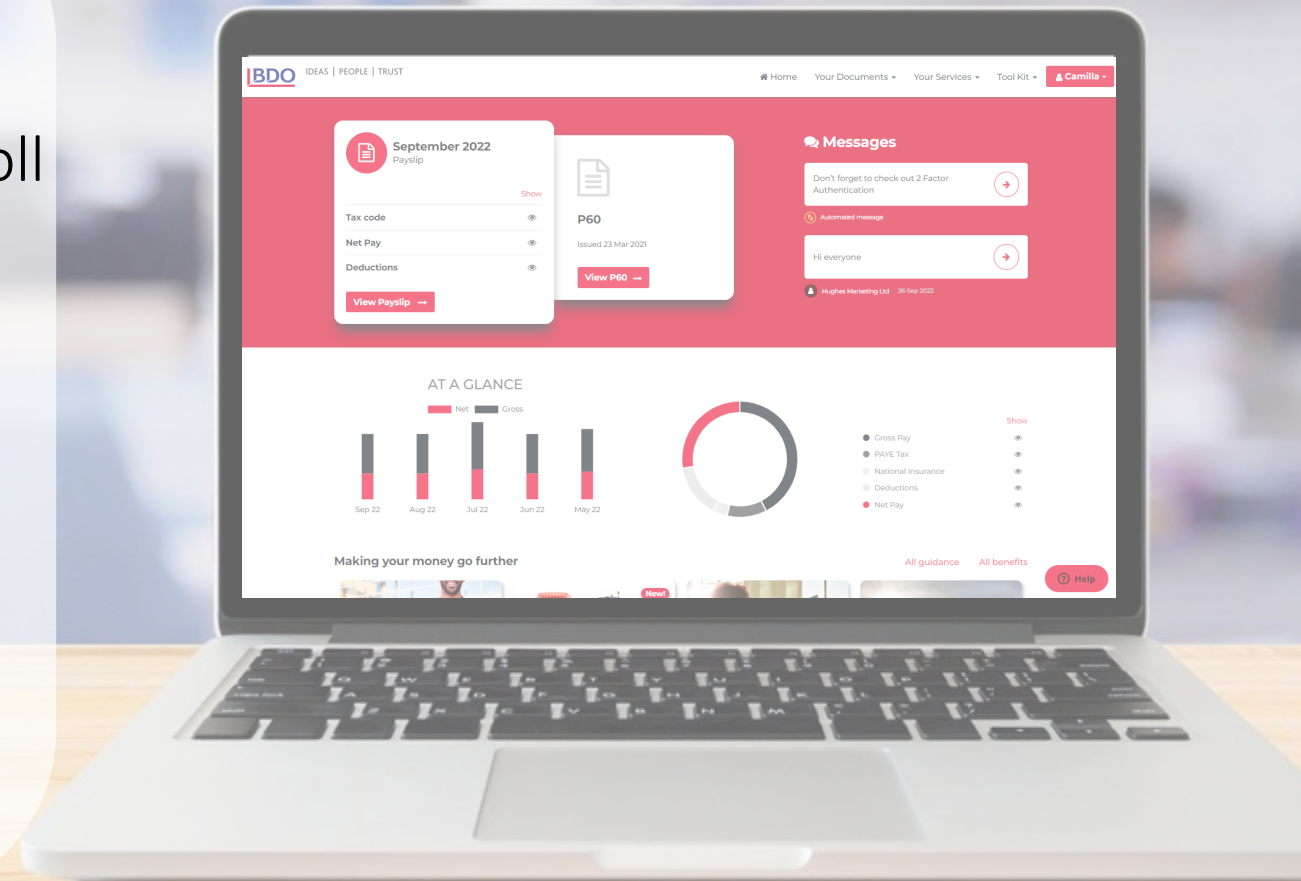 oll
BDO IDEAS | PEOPLE | TRUST
Home Your Documents Your Services Tool Kit Camilla
September 2022
Payslip
Show
Tax code
Net Pay
Deductions
View Payslip →
P60
Issued 23 Mar 2021
View P60 →
Messages
Don't forget to check out 2 Factor
Authentication
Automated message
Hi everyone
Hughes Marketing Ltd 26 Sep 2022
AT A GLANCE
Net Gross
Sep 22 Aug 22 Jul 22 Jun 22 May 22
Show
Gross Pay
PAYE Tax
National Insurance
Deductions
Net Pay
Making your money go further
All guidance All benefits
New!
Help